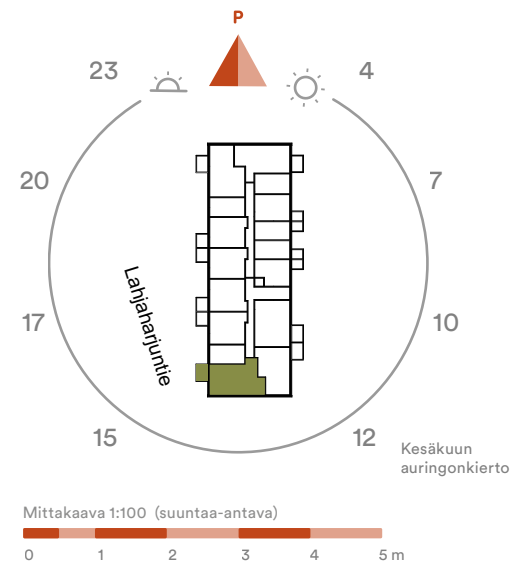 P
23
4
20
7
Lahjaharjuntie
17
10
15
12
Kesäkuun
auringonkierto
Mittakaava 1:100 (suuntaa-antava)
0 1 2 3 4 5 m